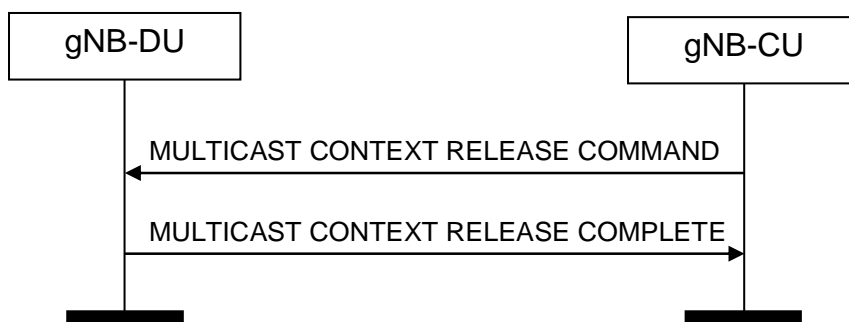 gNB-DU
gNB-CU
MULTICAST CONTEXT RELEASE COMMAND
MULTICAST CONTEXT RELEASE COMPLETE